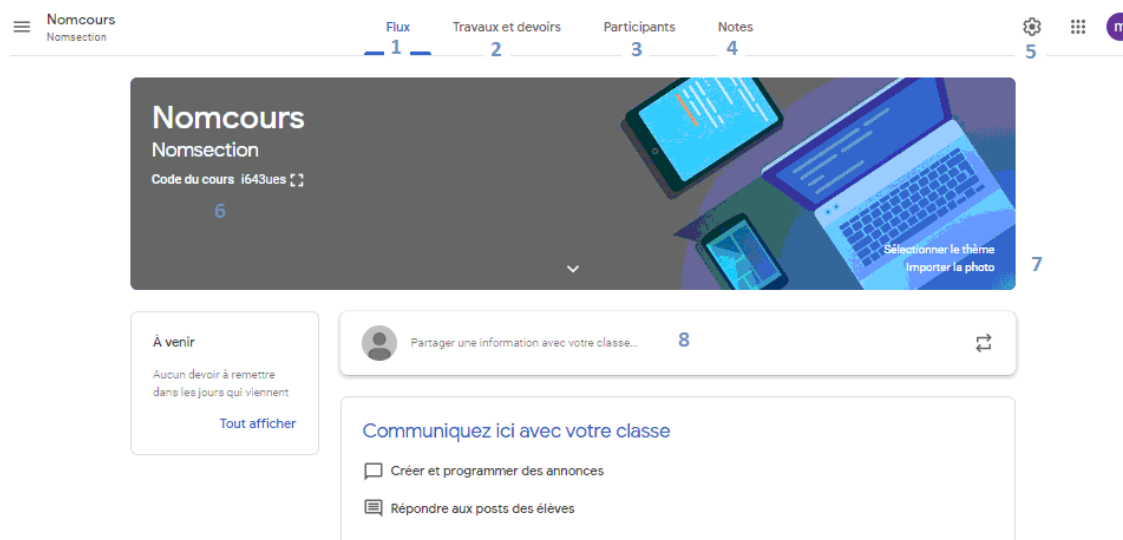 Nomcours
Nomsection
Flux
Travaux et devoirs
Participants
Notes
m
1
2
3
4
5
Nomcours
Nomsection
Code du cours i643ues
6
Sélectionner le thème
Importer la photo
7
À venir
Aucun devoir à remettre
dans les jours qui viennent
Tout afficher
Partager une information avec votre classe...
8
Communiquez ici avec votre classe
Créer et programmer des annonces
Répondre aux posts des élèves